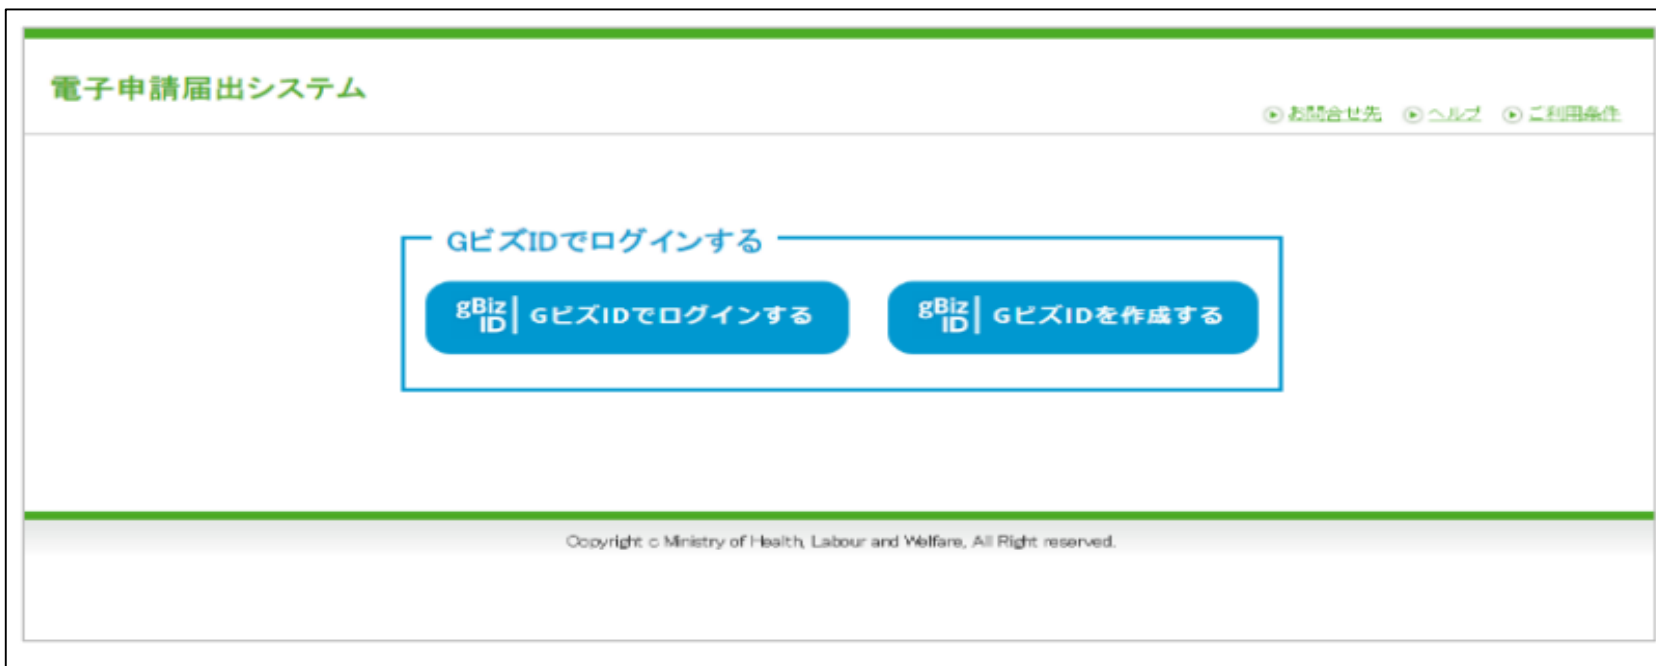 電子申請届出システム
お問合せ先 ヘルプ ご利用条件
GビズIDでログインする
gBiz ID GビズIDでログインする
gBiz ID GビズIDを作成する
Copyright c Ministry of Health, Labour and Welfare, All Right reserved.